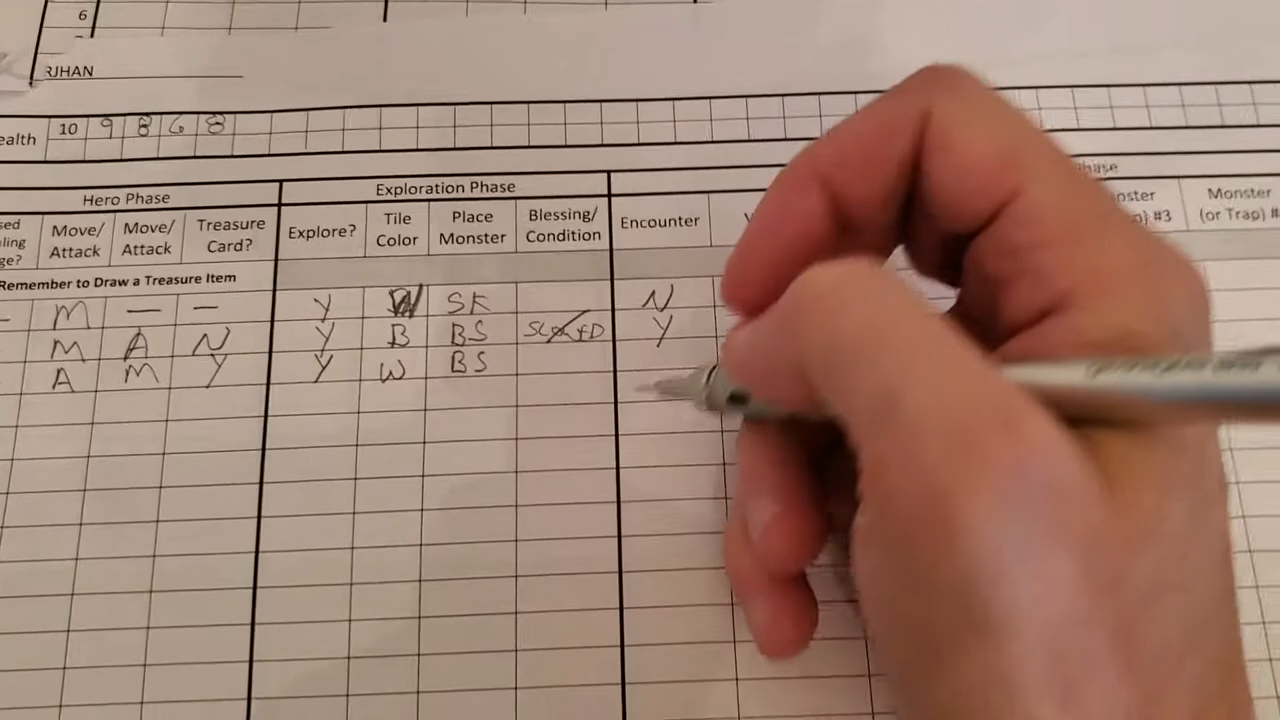 6
RJHAN
ealth 10 9 8 6 8
Hero Phase Exploration Phase hase
sed Move/ Move/ Treasure Explore? Tile Place Blessing/ Encounter onster Monster
ling Attack Attack Card? Color Monster Condition p) #3 (or Trap) #
ge?
Remember to Draw a Treasure Item
– M – – Y W SK N
M A N Y B BS Y
A M Y Y W BS